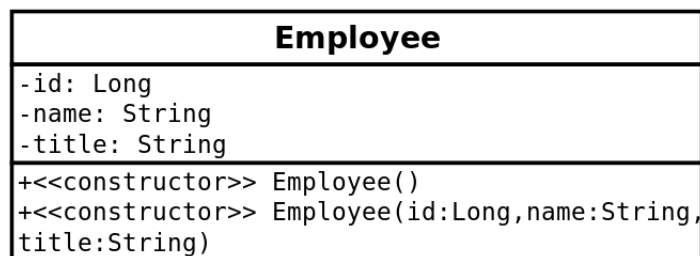 Employee
-id: Long
-name: String
-title: String
+<<constructor>> Employee()
+<<constructor>> Employee(id:Long,name:String,
title:String)